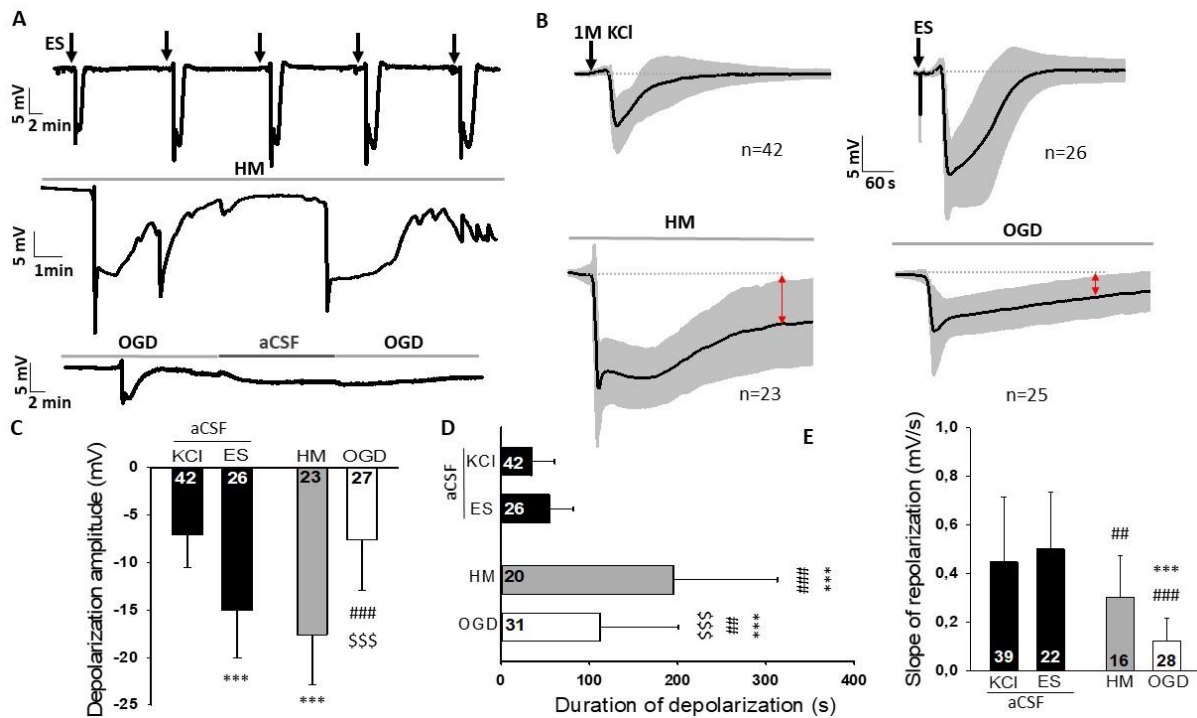 A
ES
5 mV
2 min
HM
5 mV
1min
OGD aCSF OGD
5 mV
2 min
B
1M KCl
n=42
ES
5 mV
60 s
n=26
HM
n=23
OGD
n=25
C
aCSF
KCl ES HM OGD
42 26 23 27
0
-5
-10
-15
-20
-25
Depolarization amplitude (mV)
***
***
###
$$$
D
aCSF
KCl 42
ES 26
HM 20
### ***
OGD 31
$$$ ## ***
0 100 200 300 400
Duration of depolarization (s)
E
Slope of repolarization (mV/s)
1,0
0,8
0,6
0,4
0,2
0,0
##
***
###
39 22 16 28
KCl ES HM OGD
aCSF